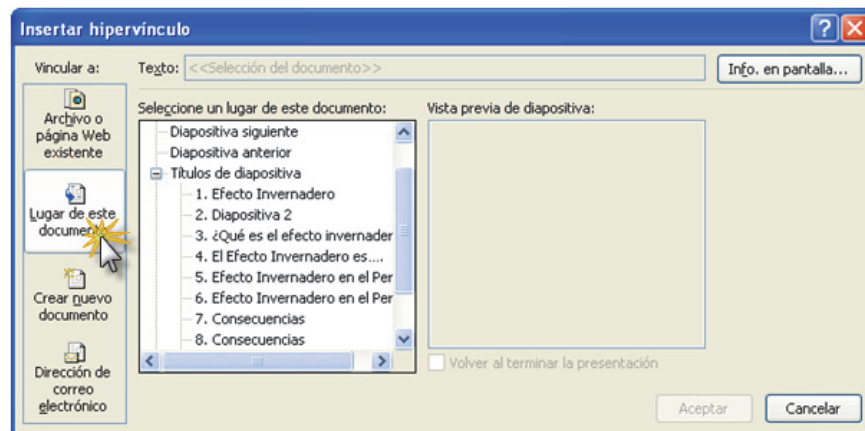 Insertar hipervínculo
Vincular a:
Texto: <<Selección del documento>>
Info. en pantalla...
Archivo o
página Web
existente
Lugar de este
documento
Crear nuevo
documento
Dirección de
correo
electrónico
Seleccione un lugar de este documento:
Diapositiva siguiente
Diapositiva anterior
Títulos de diapositiva
1. Efecto Invernadero
2. Diapositiva 2
3. ¿Qué es el efecto invernader
4. El Efecto Invernadero es....
5. Efecto Invernadero en el Per
6. Efecto Invernadero en el Per
7. Consecuencias
8. Consecuencias
Vista previa de diapositiva:
Volver al terminar la presentación
Aceptar
Cancelar